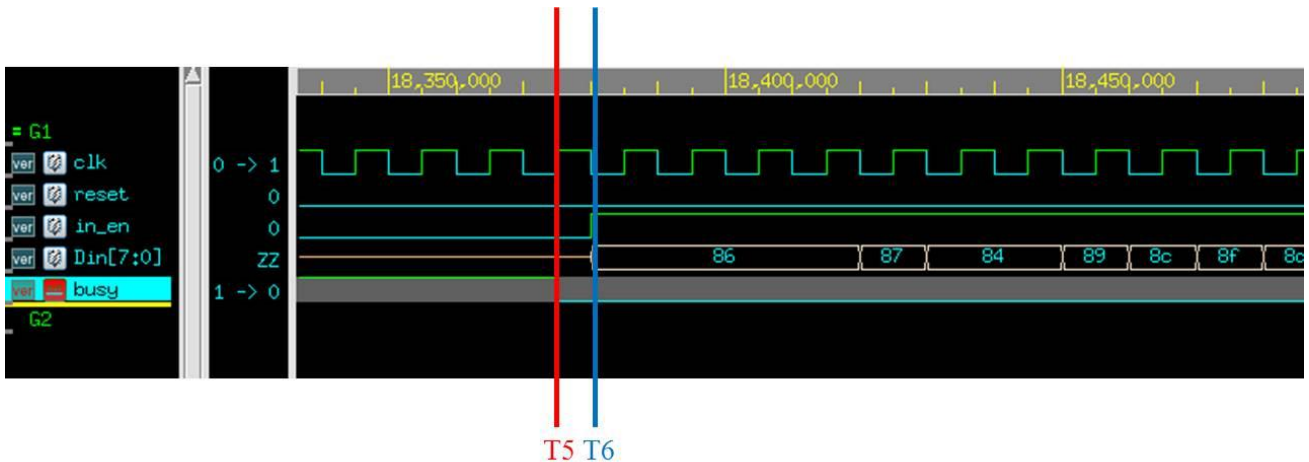 18,350,000 18,400,000 18,450,000
= G1
ver clk 0 -> 1
ver reset 0
ver in_en 0
ver Din[7:0] ZZ 86 87 84 89 8c 8f 8c
ver busy 1 -> 0
G2
T5 T6